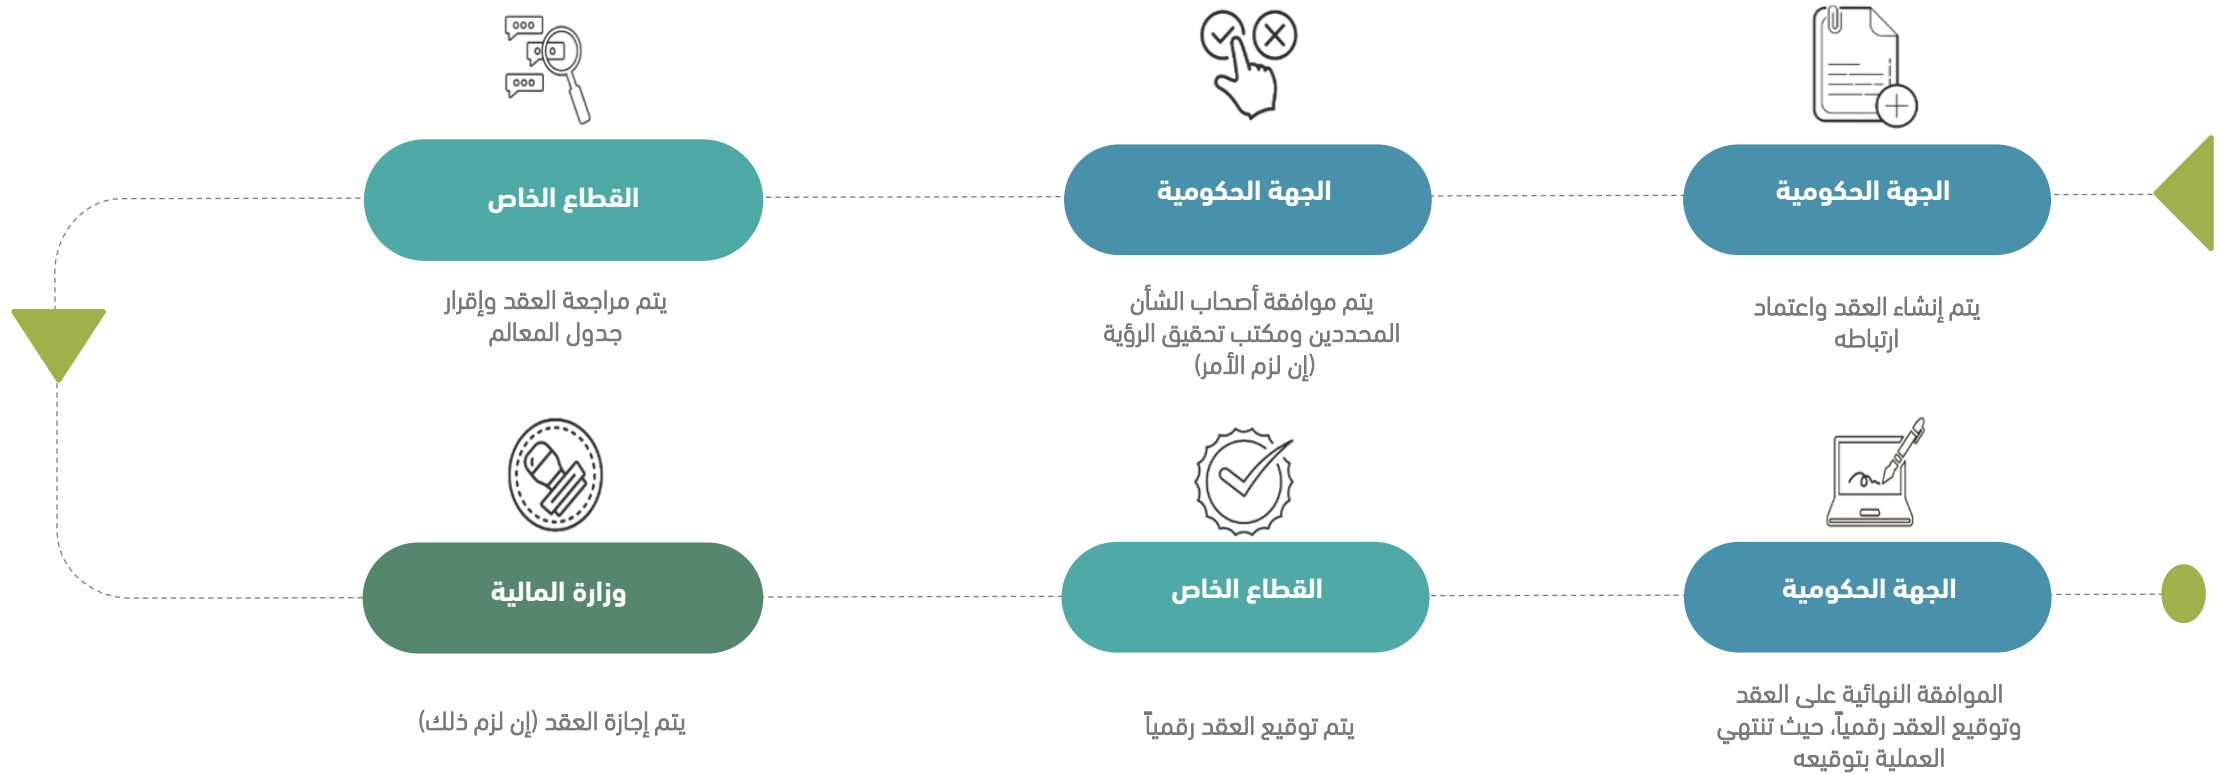 الجهة الحكومية
يتم إنشاء العقد واعتماد
ارتباطه
الجهة الحكومية
يتم موافقة أصحاب الشأن
المحددين ومكتب تحقيق الرؤية
(إن لزم الأمر)
القطاع الخاص
يتم مراجعة العقد وإقرار
جدول المعالم
وزارة المالية
يتم إجازة العقد (إن لزم ذلك)
القطاع الخاص
يتم توقيع العقد رقمياً
الجهة الحكومية
الموافقة النهائية على العقد
وتوقيع العقد رقمياً، حيث تنتهي
العملية بتوقيعه